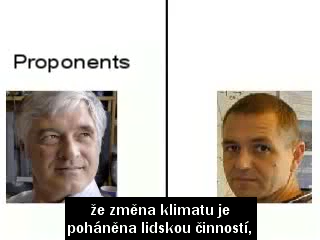 Proponents
že změna klimatu je
poháněna lidskou činností,